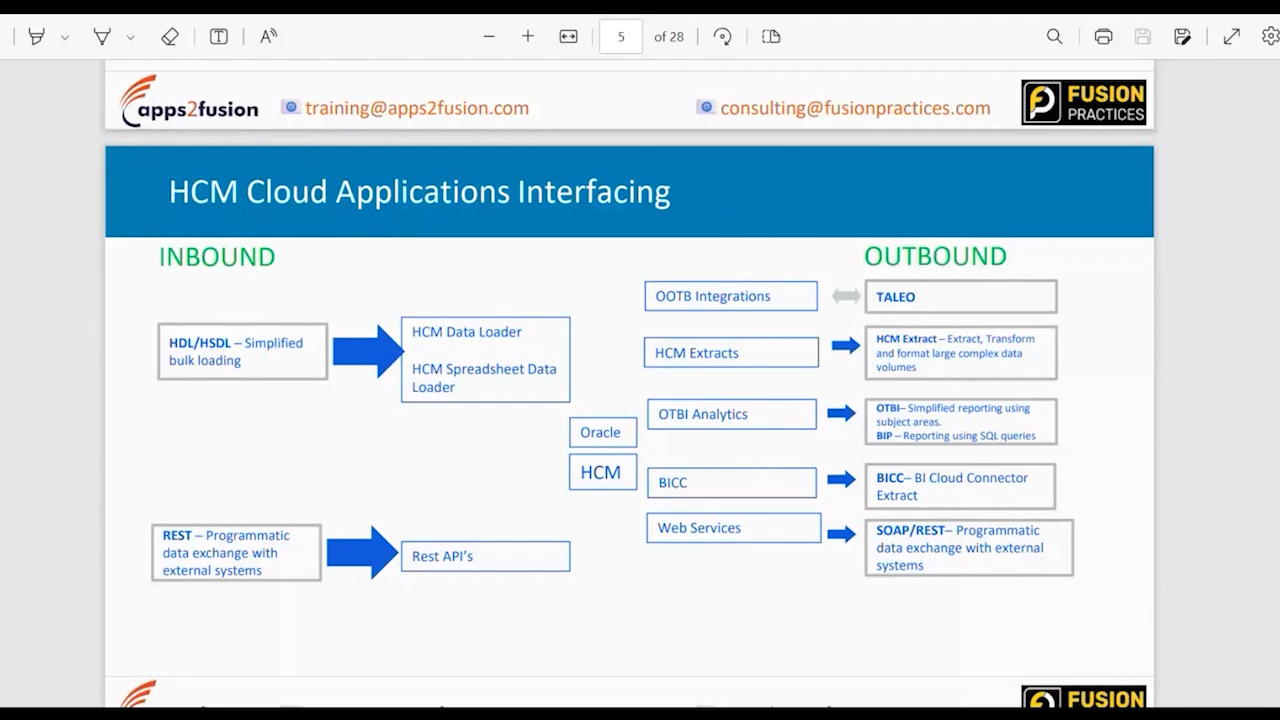 5 of 28
apps2fusion training@apps2fusion.com consulting@fusionpractices.com FUSION
PRACTICES
HCM Cloud Applications Interfacing
INBOUND
HDL/HSDL – Simplified
bulk loading
HCM Data Loader
HCM Spreadsheet Data
Loader
REST – Programmatic
data exchange with
external systems
Rest API's
Oracle
HCM
OUTBOUND
OOTB Integrations
TALEO
HCM Extracts
HCM Extract – Extract, Transform
and format large complex data
volumes
OTBI Analytics
OTBI– Simplified reporting using
subject areas.
BIP – Reporting using SQL queries
BICC
BICC– BI Cloud Connector
Extract
Web Services
SOAP/REST– Programmatic
data exchange with external
systems
FUSION